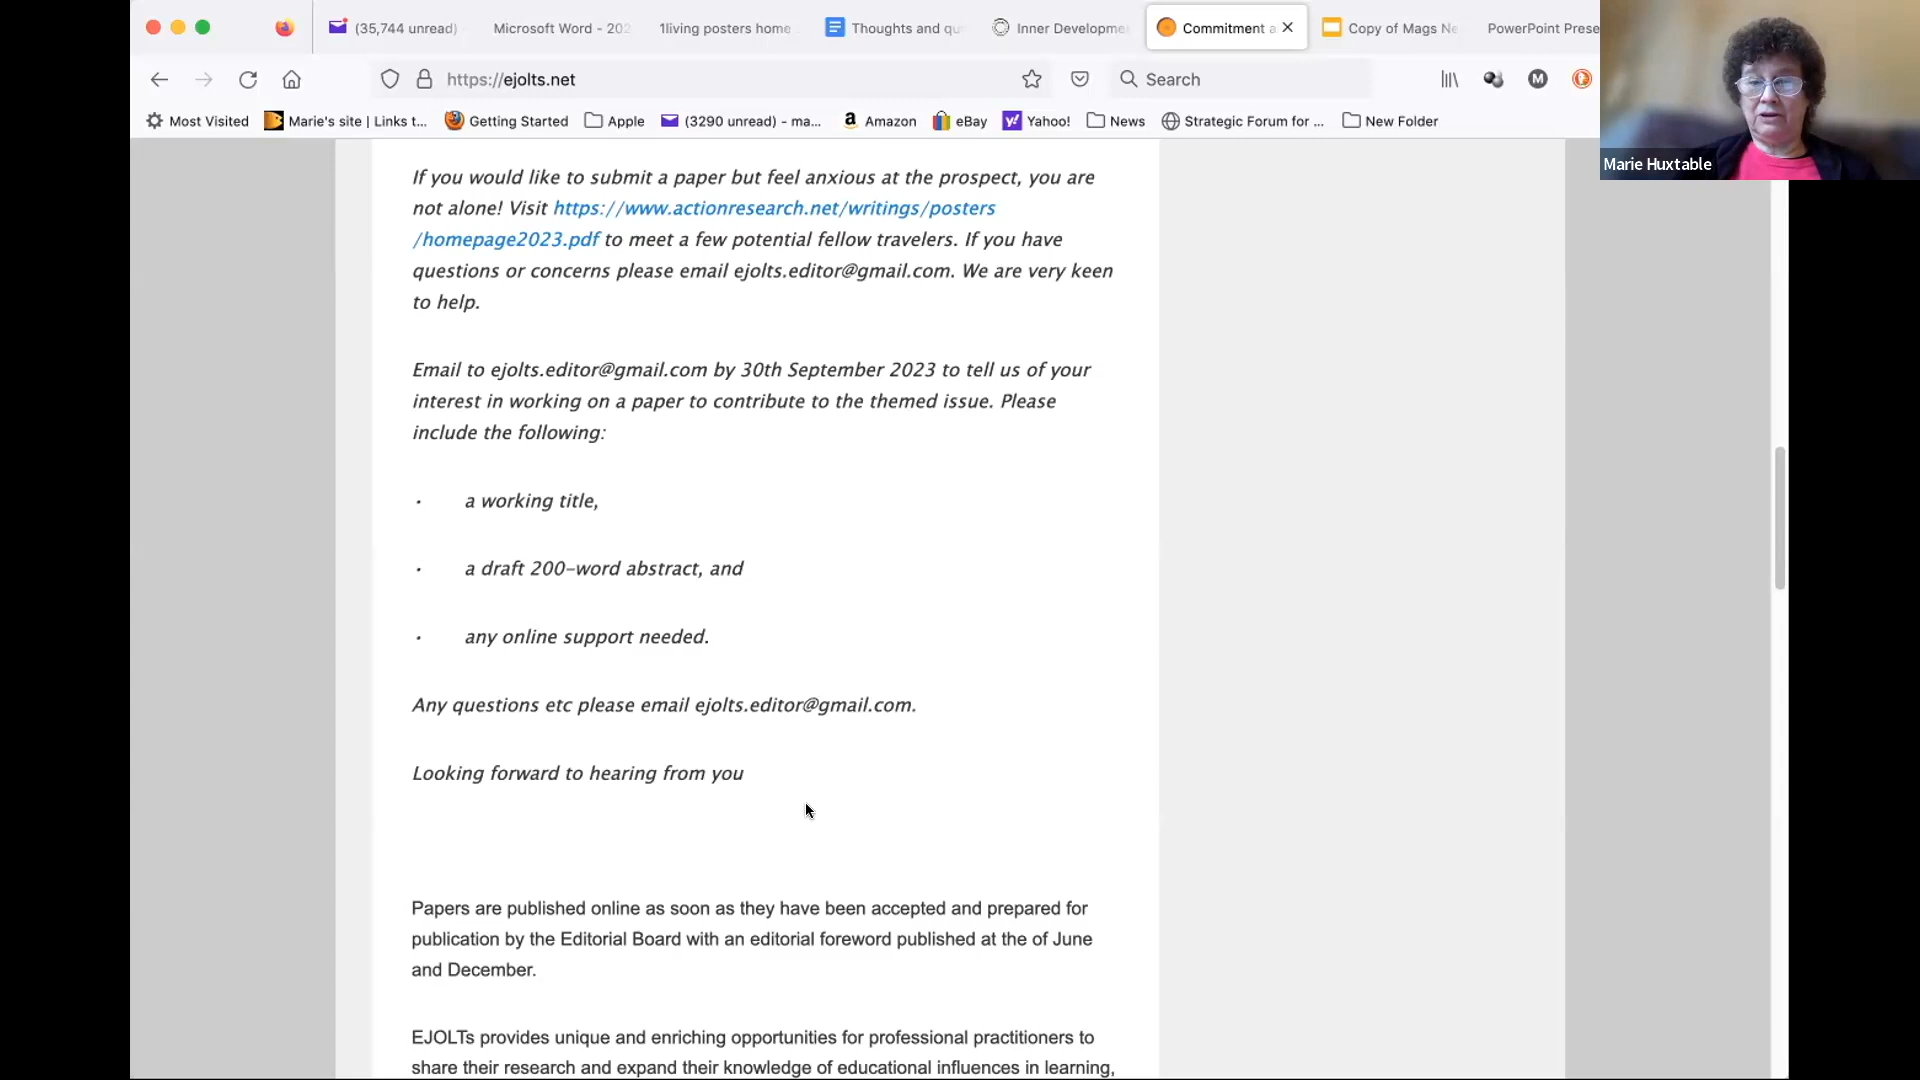 (35,744 unread)
Microsoft Word - 202
1living posters home
Thoughts and qu
Inner Developme
Commitment a
Copy of Mags Ne
PowerPoint Prese
https://ejolts.net
Search
Most Visited
Marie's site | Links t...
Getting Started
Apple
(3290 unread) - ma...
Amazon
eBay
Yahoo!
News
Strategic Forum for ...
New Folder
Marie Huxtable
If you would like to submit a paper but feel anxious at the prospect, you are
not alone! Visit https://www.actionresearch.net/writings/posters
/homepage2023.pdf to meet a few potential fellow travelers. If you have
questions or concerns please email ejolts.editor@gmail.com. We are very keen
to help.
Email to ejolts.editor@gmail.com by 30th September 2023 to tell us of your
interest in working on a paper to contribute to the themed issue. Please
include the following:
· a working title,
· a draft 200-word abstract, and
· any online support needed.
Any questions etc please email ejolts.editor@gmail.com.
Looking forward to hearing from you
Papers are published online as soon as they have been accepted and prepared for
publication by the Editorial Board with an editorial foreword published at the of June
and December.
EJOLTs provides unique and enriching opportunities for professional practitioners to
share their research and expand their knowledge of educational influences in learning,